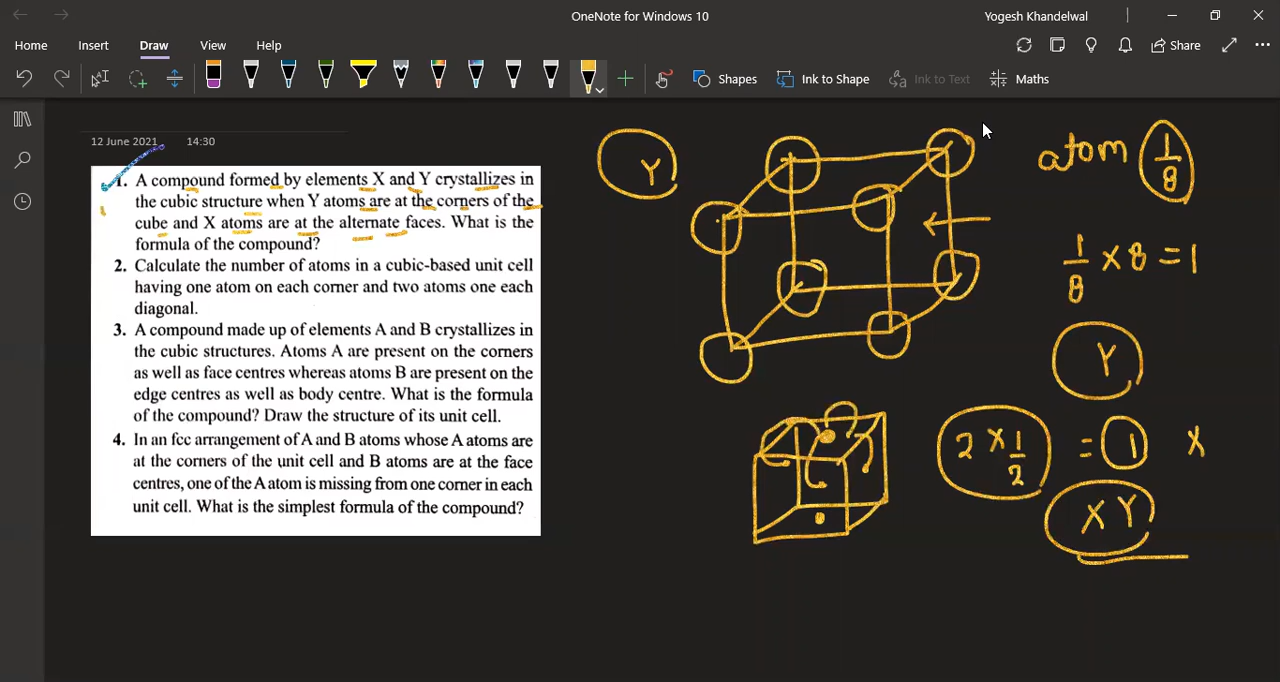 OneNote for Windows 10
Yogesh Khandelwal
Home Insert Draw View Help
Share
Shapes Ink to Shape Ink to Text Maths
12 June 2021 14:30
1. A compound formed by elements X and Y crystallizes in
the cubic structure when Y atoms are at the corners of the
cube and X atoms are at the alternate faces. What is the
formula of the compound?
2. Calculate the number of atoms in a cubic-based unit cell
having one atom on each corner and two atoms one each
diagonal.
3. A compound made up of elements A and B crystallizes in
the cubic structures. Atoms A are present on the corners
as well as face centres whereas atoms B are present on the
edge centres as well as body centre. What is the formula
of the compound? Draw the structure of its unit cell.
4. In an fcc arrangement of A and B atoms whose A atoms are
at the corners of the unit cell and B atoms are at the face
centres, one of the A atom is missing from one corner in each
unit cell. What is the simplest formula of the compound?
Y
atom 1/8
1/8 × 8 = 1
Y
2 × 1/2 = 1 X
XY